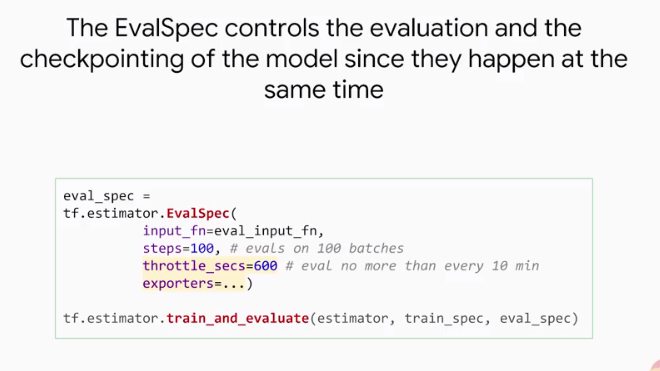 The EvalSpec controls the evaluation and the
checkpointing of the model since they happen at the
same time
eval_spec =
tf.estimator.EvalSpec(
input_fn=eval_input_fn,
steps=100, # evals on 100 batches
throttle_secs=600 # eval no more than every 10 min
exporters=...)
tf.estimator.train_and_evaluate(estimator, train_spec, eval_spec)